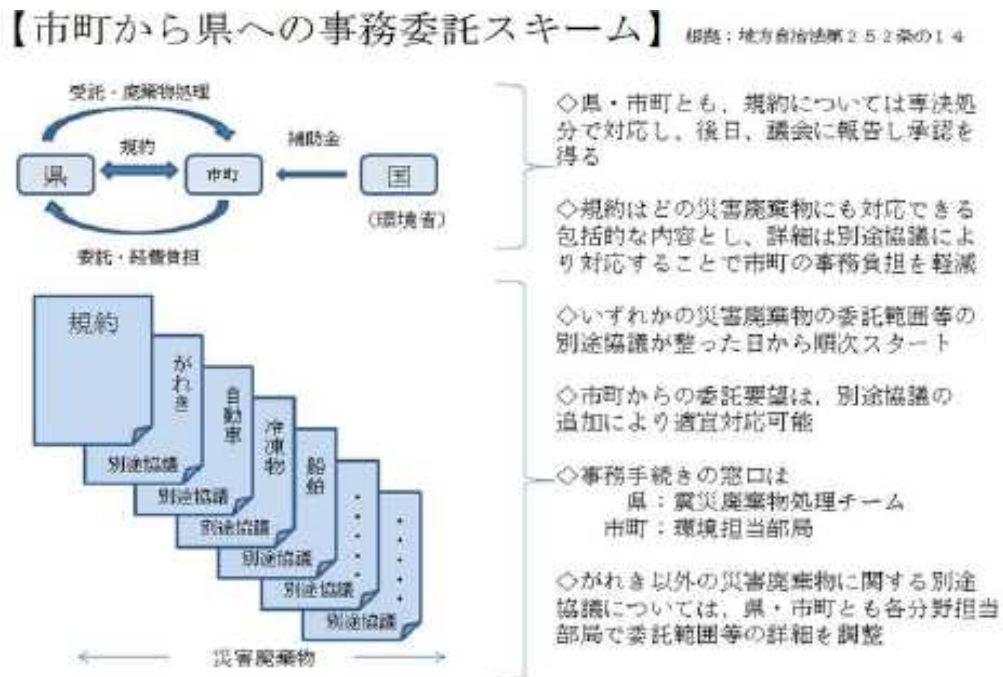 【市町から県への事務委託スキーム】 根拠：地方自治法第２５２条の１４
受託・廃棄物処理
規約
補助金
県
市町
国
(環境省)
委託・経費負担
◇県・市町とも、規約については専決処
分で対応し、後日、議会に報告し承認を
得る
◇規約はどの災害廃棄物にも対応できる
包括的な内容とし、詳細は別途協議によ
り対応することで市町の事務負担を軽減
規約
がれき
自動車
冷凍物
船舶
・・・・
・・・・
別途協議
別途協議
別途協議
別途協議
別途協議
別途協議
災害廃棄物
◇いずれかの災害廃棄物の委託範囲等の
別途協議が整った日から順次スタート
◇市町からの委託要望は、別途協議の
追加により適宜対応可能
◇事務手続きの窓口は
県：震災廃棄物処理チーム
市町：環境担当部局
◇がれき以外の災害廃棄物に関する別途
協議については、県・市町とも各分野担当
部局で委託範囲等の詳細を調整